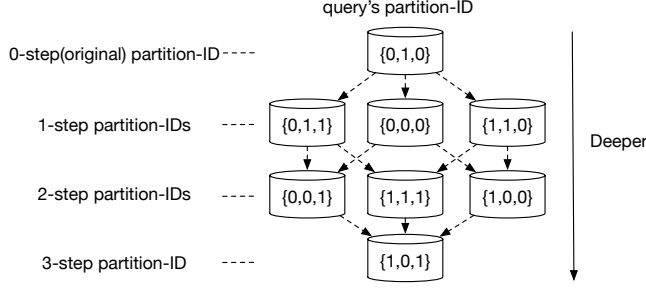 query's partition-ID
0-step(original) partition-ID
{0,1,0}
1-step partition-IDs
{0,1,1}
{0,0,0}
{1,1,0}
Deeper
2-step partition-IDs
{0,0,1}
{1,1,1}
{1,0,0}
3-step partition-ID
{1,0,1}